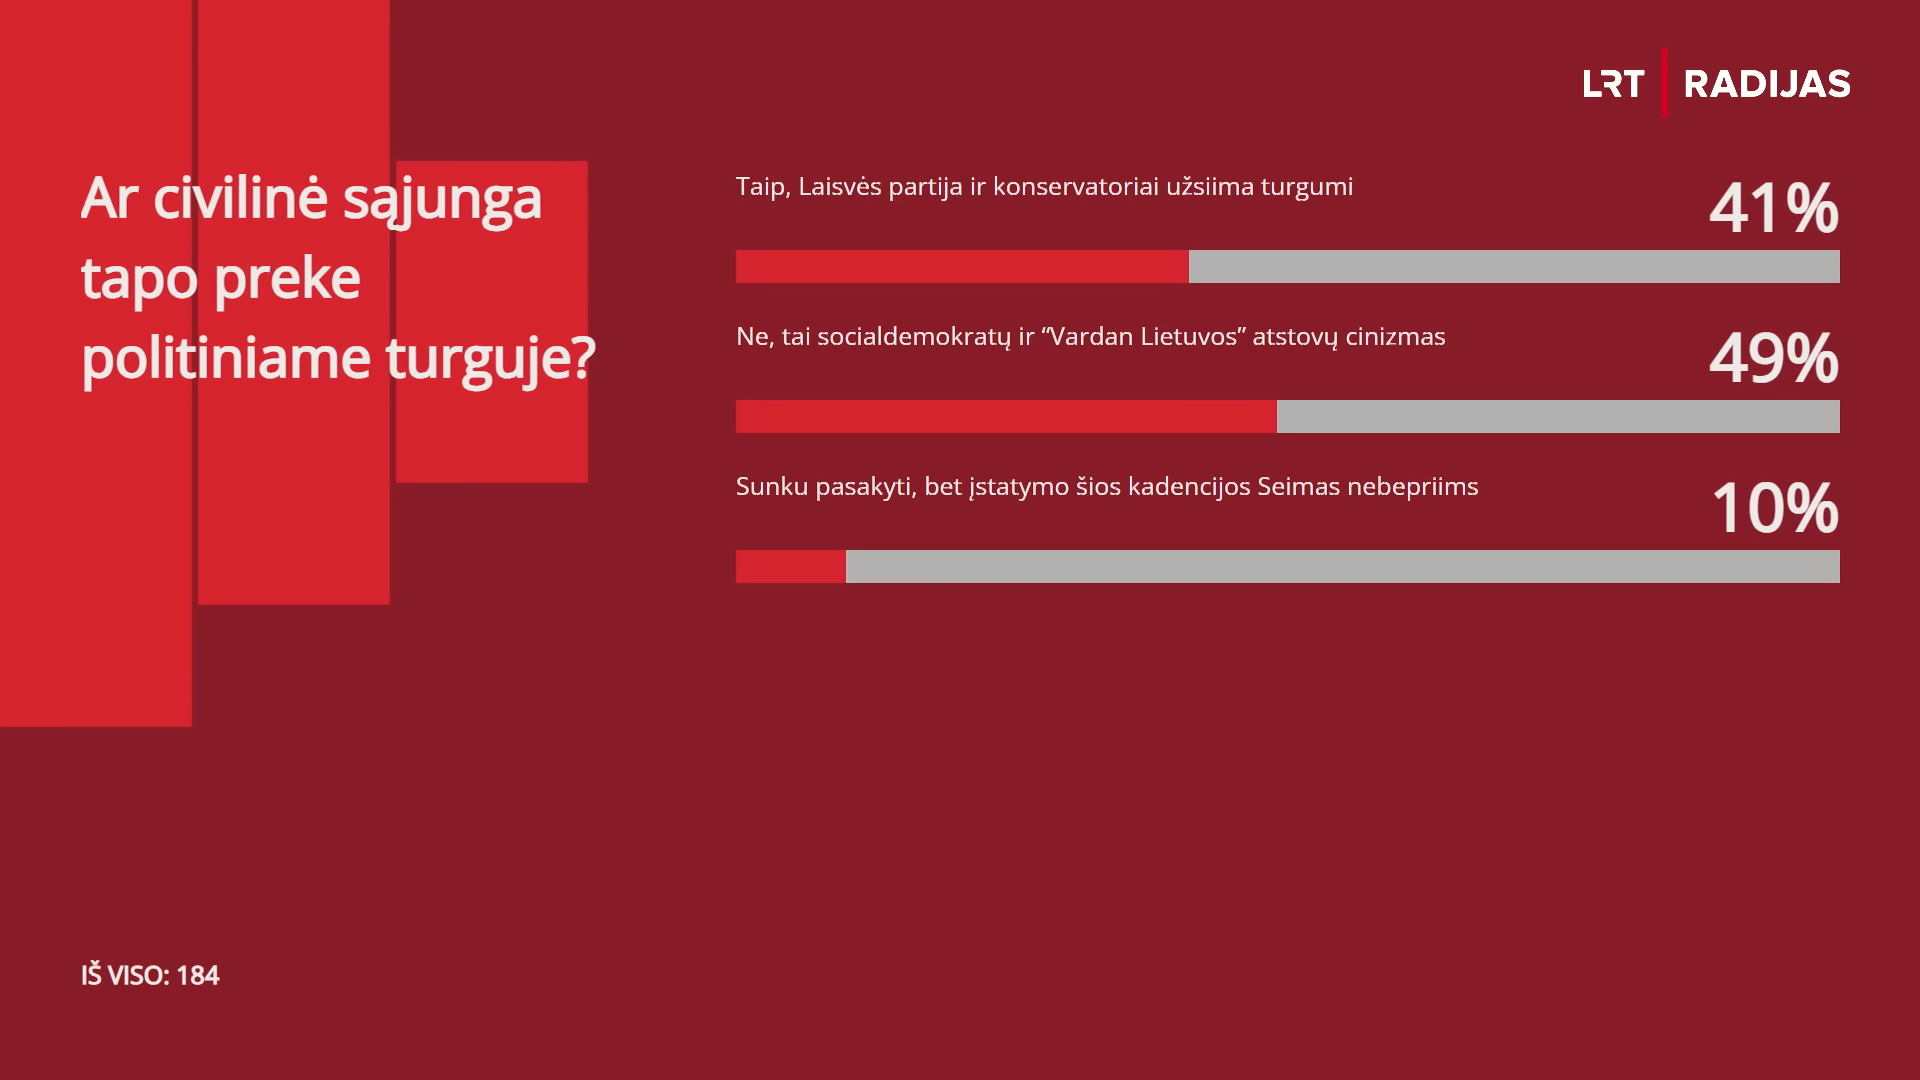 LRT RADIJAS
Ar civilinė sąjunga
tapo preke
politiniame turguje?
Taip, Laisvės partija ir konservatoriai užsiima turgumi
41%
Ne, tai socialdemokratų ir “Vardan Lietuvos” atstovų cinizmas
49%
Sunku pasakyti, bet įstatymo šios kadencijos Seimas nebepriims
10%
IŠ VISO: 184